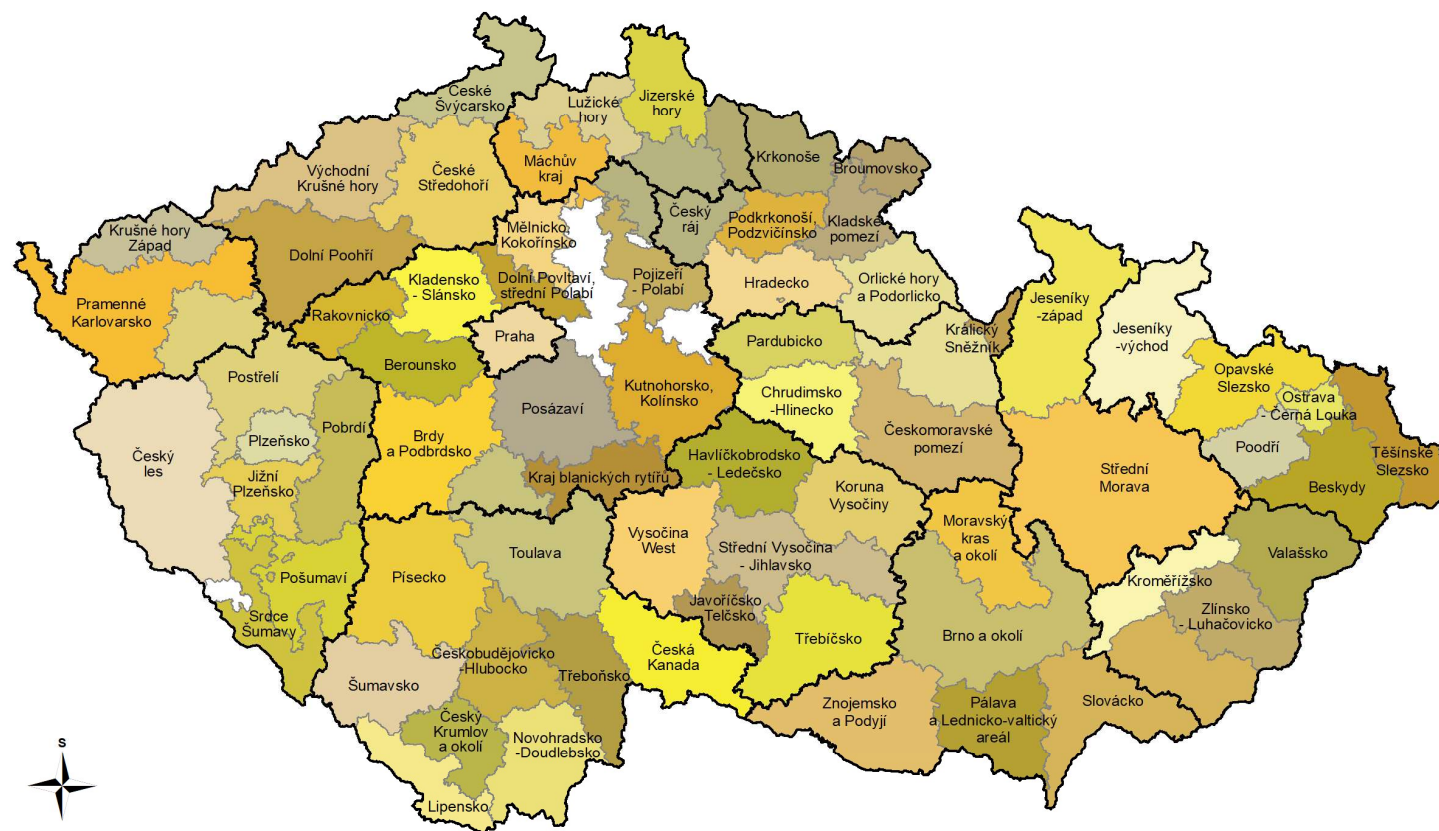 České
Švýcarsko
Lužické
hory
Jizerské
hory
Východní
Krušné hory
České
Středohoří
Máchův
kraj
Krkonoše
Broumovsko
Krušné hory
Západ
Dolní Poohří
Mělnicko,
Kokořínsko
Český
ráj
Podkrkonoší,
Podzvičínsko
Kladské
pomezí
Pramenné
Karlovarsko
Rakovnicko
Kladensko
- Slánsko
Dolní Povltaví,
střední Polabí
Pojizeří
- Polabí
Hradecko
Orlické hory
a Podorlicko
Králický
Sněžník
Jeseníky
-západ
Jeseníky
-východ
Praha
Berounsko
Pardubicko
Opavské
Slezsko
Ostrava
- Černá Louka
Postřelí
Posázaví
Kutnohorsko,
Kolínsko
Chrudimsko
-Hlinecko
Českomoravské
pomezí
Plzeňsko
Pobrdí
Brdy
a Podbrdsko
Poodří
Těšínské -
Slezsko
Český
les
Jižní
Plzeňsko
Kraj blanických rytířů
Havlíčkobrodsko
- Ledečsko
Koruna
Vysočiny
Střední
Morava
Beskydy
Pošumaví
Písecko
Toulava
Vysočina
West
Střední Vysočina
- Jihlavsko
Moravský
kras
a okolí
Valašsko
Kroměřížsko
Srdce
Šumavy
Javoříčsko
Telčsko
Třebíčsko
Brno a okolí
Zlínsko
- Luhačovicko
Šumavsko
Českobudějovicko
-Hlubocko
Třeboňsko
Česká
Kanada
Znojemsko
a Podyjí
Pálava
a Lednicko-valtický
areál
Slovácko
Český
Krumlov
a okolí
Novohradsko
-Doudlebsko
Lipensko
S